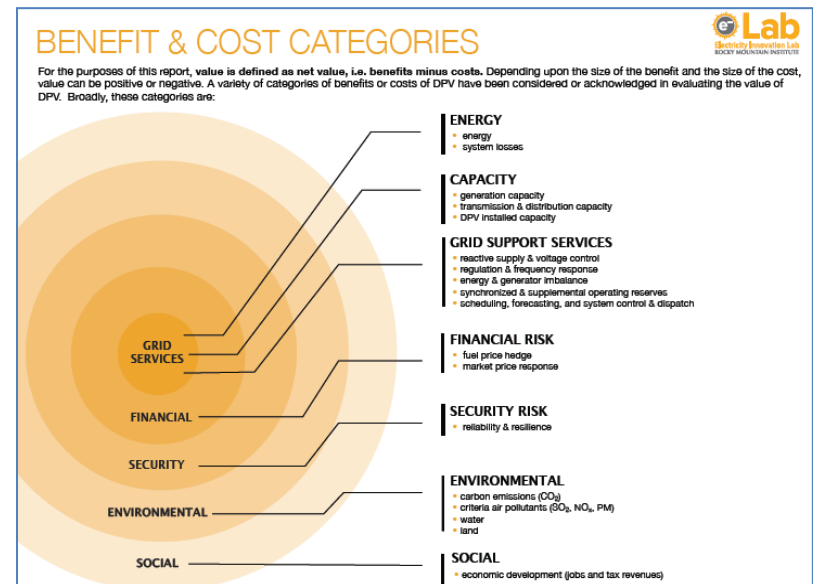 BENEFIT & COST CATEGORIES
e⁻Lab
Electricity Innovation Lab
ROCKY MOUNTAIN INSTITUTE
For the purposes of this report, value is defined as net value, i.e. benefits minus costs. Depending upon the size of the benefit and the size of the cost,
value can be positive or negative. A variety of categories of benefits or costs of DPV have been considered or acknowledged in evaluating the value of
DPV. Broadly, these categories are:
ENERGY
• energy
• system losses
CAPACITY
• generation capacity
• transmission & distribution capacity
• DPV installed capacity
GRID SUPPORT SERVICES
• reactive supply & voltage control
• regulation & frequency response
• energy & generator imbalance
• synchronized & supplemental operating reserves
• scheduling, forecasting, and system control & dispatch
GRID
SERVICES
FINANCIAL RISK
• fuel price hedge
• market price response
FINANCIAL
SECURITY RISK
• reliability & resilience
SECURITY
ENVIRONMENTAL
• carbon emissions (CO₂)
• criteria air pollutants (SO₂, NOₓ, PM)
• water
• land
ENVIRONMENTAL
SOCIAL
• economic development (jobs and tax revenues)
SOCIAL